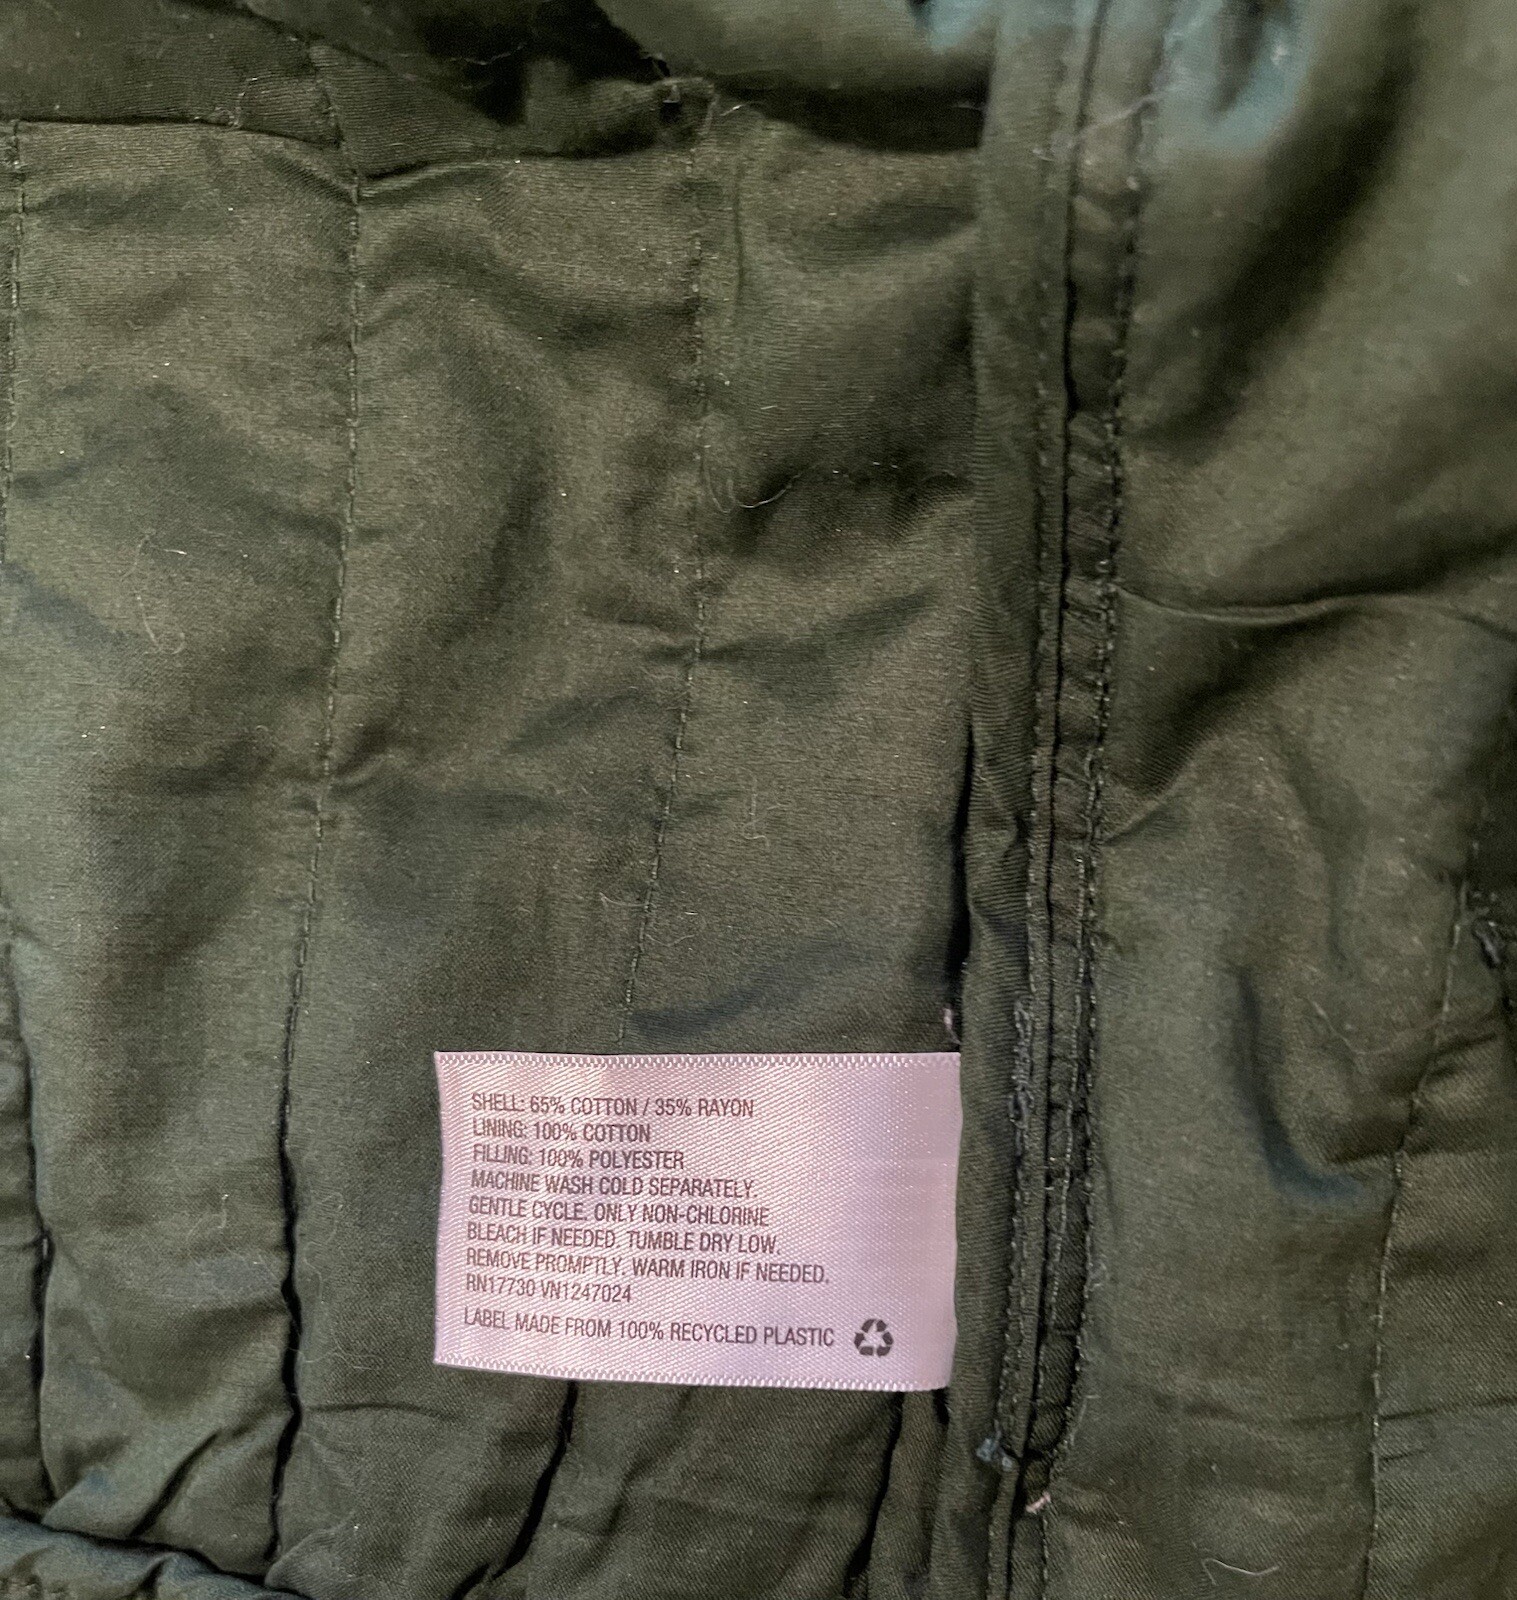 SHELL: 65% COTTON / 35% RAYON
LINING: 100% COTTON
FILLING: 100% POLYESTER
MACHINE WASH COLD SEPARATELY.
GENTLE CYCLE. ONLY NON-CHLORINE
BLEACH IF NEEDED. TUMBLE DRY LOW.
REMOVE PROMPTLY. WARM IRON IF NEEDED.
RN17730 VN1247024
LABEL MADE FROM 100% RECYCLED PLASTIC